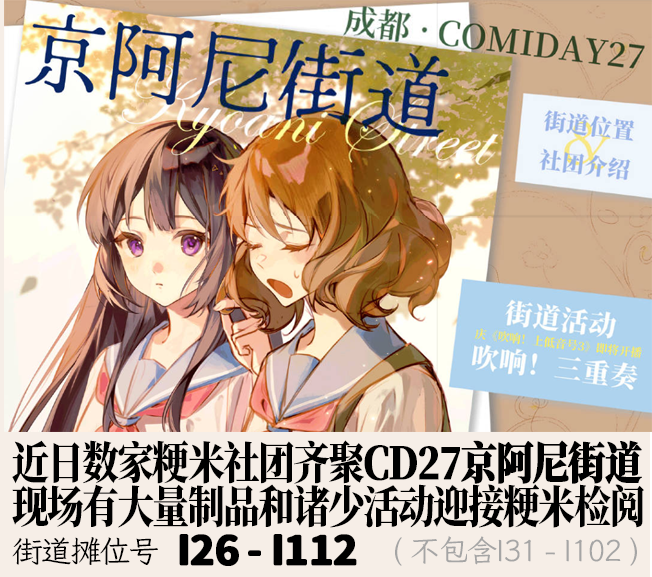 成都·COMIDAY27
京阿尼街道
Kyoani Street
街道位置
&
社团介绍
街道活动
庆《吹响！上低音号3》即将开播
吹响！三重奏
近日数家粳米社团齐聚CD27京阿尼街道
现场有大量制品和诸少活动迎接粳米检阅
街道摊位号 I26 - I112 （不包含I31 - I102）